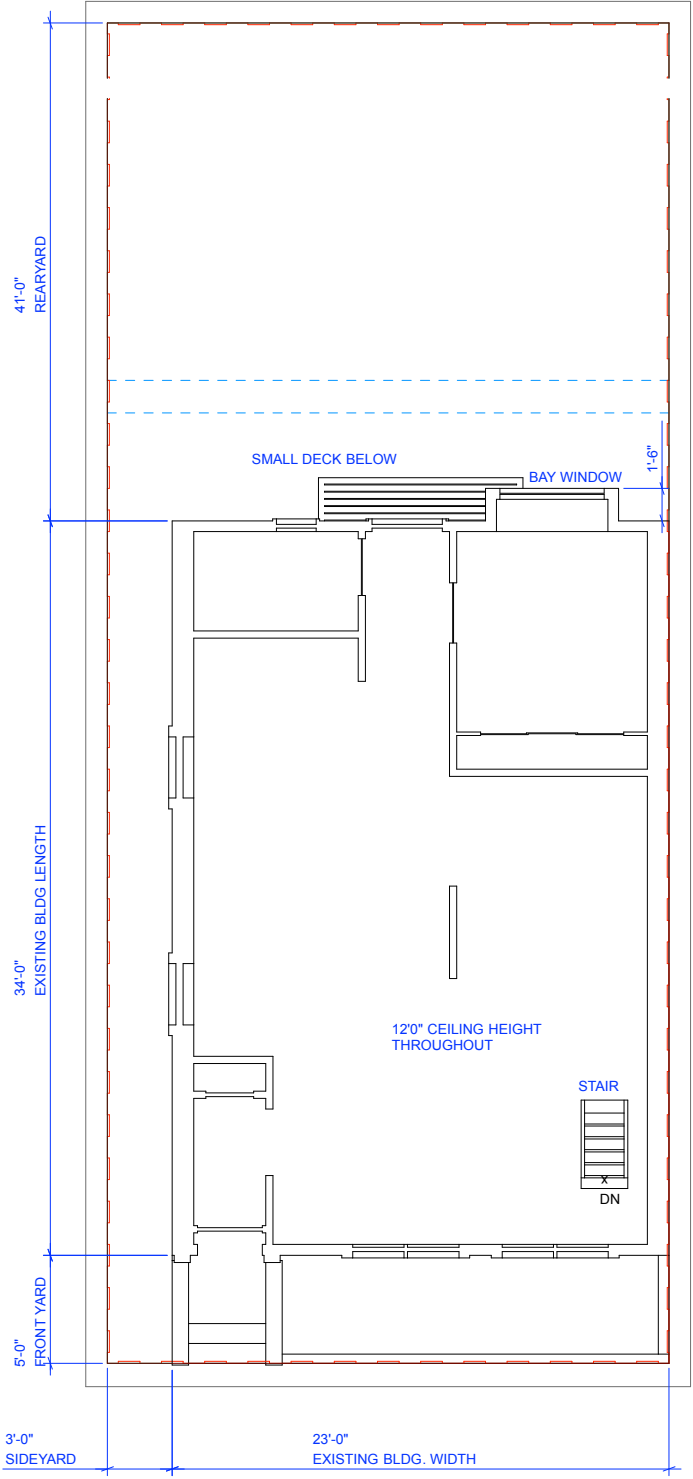 41'-0"
REARYARD
SMALL DECK BELOW
BAY WINDOW
1'-6"
34'-0"
EXISTING BLDG LENGTH
12'0" CEILING HEIGHT
THROUGHOUT
STAIR
X
DN
5'-0"
FRONT YARD
3'-0"
SIDEYARD
23'-0"
EXISTING BLDG. WIDTH